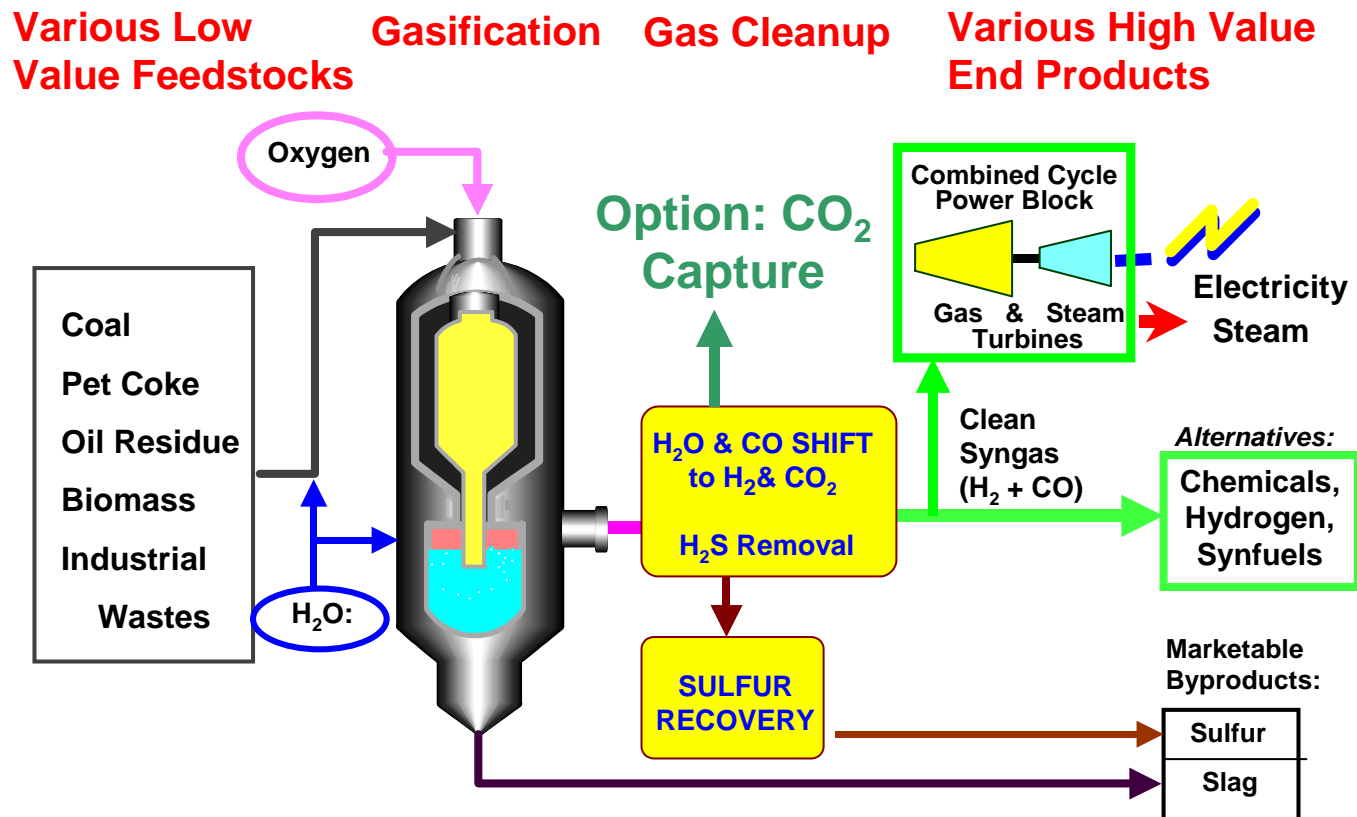 Various Low
Value Feedstocks
Gasification
Gas Cleanup
Various High Value
End Products
Oxygen
Coal
Pet Coke
Oil Residue
Biomass
Industrial
Wastes
H₂O:
Option: CO₂
Capture
H₂O & CO SHIFT
to H₂& CO₂
H₂S Removal
SULFUR
RECOVERY
Combined Cycle
Power Block
Gas & Steam
Turbines
Electricity
Steam
Clean
Syngas
(H₂ + CO)
Alternatives:
Chemicals,
Hydrogen,
Synfuels
Marketable
Byproducts:
Sulfur
Slag